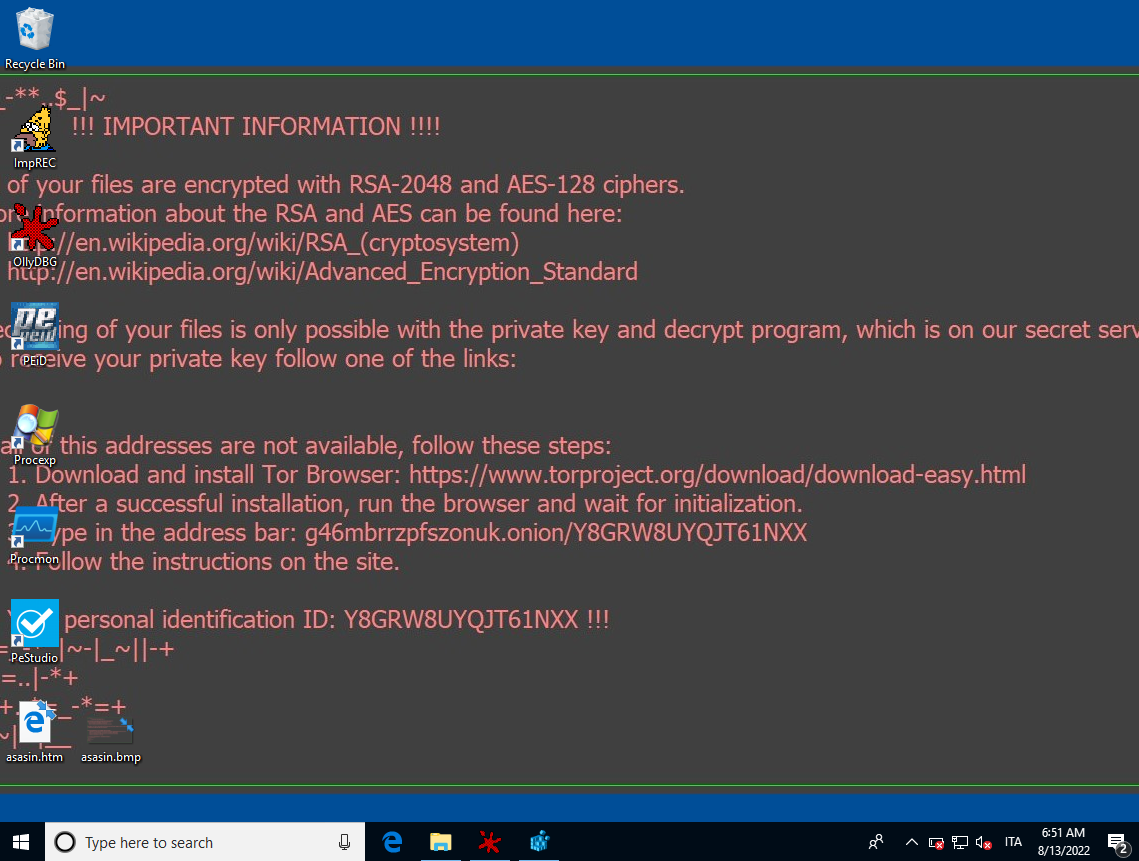 Recycle Bin
_-**..$_|~
!!! IMPORTANT INFORMATION !!!!
ImpREC
of your files are encrypted with RSA-2048 and AES-128 ciphers.
information about the RSA and AES can be found here:
http://en.wikipedia.org/wiki/RSA_(cryptosystem)
OllyDBG
http://en.wikipedia.org/wiki/Advanced_Encryption_Standard
of your files is only possible with the private key and decrypt program, which is on our secret serv
receive your private key follow one of the links:
PEiD
of this addresses are not available, follow these steps:
Procexp
1. Download and install Tor Browser: https://www.torproject.org/download/download-easy.html
2. After a successful installation, run the browser and wait for initialization.
3. Type in the address bar: g46mbrrzpfszonuk.onion/Y8GRW8UYQJT61NXX
Procmon
4. Follow the instructions on the site.
personal identification ID: Y8GRW8UYQJT61NXX !!!
|~-|_~||-+
PeStudio
=..|-*+
_-*=+
asasin.htm
asasin.bmp
Type here to search
ITA
6:51 AM
8/13/2022
2